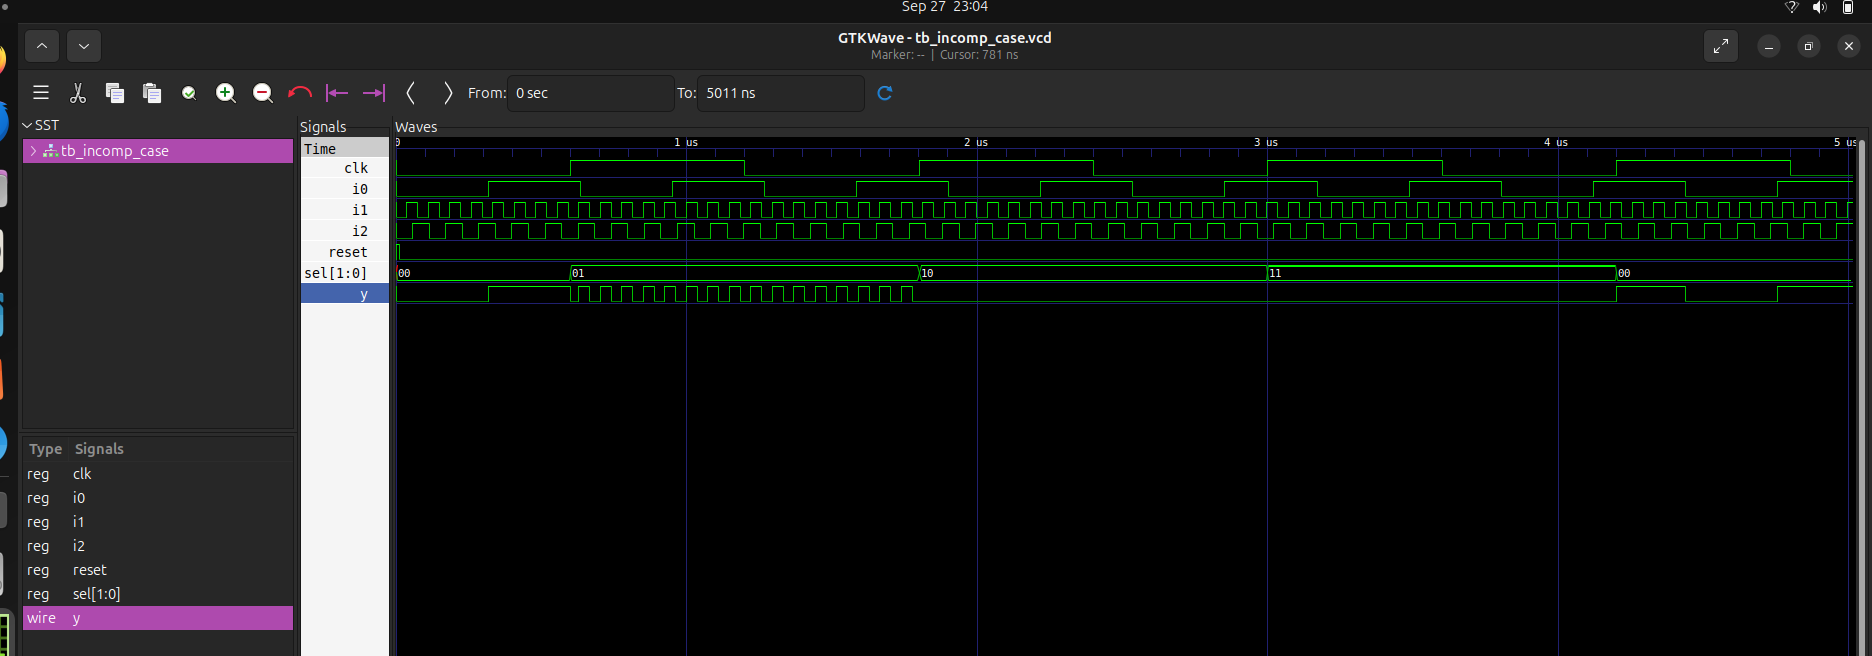 Sep 27 23:04
GTKWave - tb_incomp_case.vcd
Marker: -- | Cursor: 781 ns
From: 0 sec To: 5011 ns
SST
tb_incomp_case
Type Signals
reg clk
reg i0
reg i1
reg i2
reg reset
reg sel[1:0]
wire y
Signals
Time
clk
i0
i1
i2
reset
sel[1:0]
y
Waves
0 1 us 2 us 3 us 4 us 5 us
00 01 10 11 00